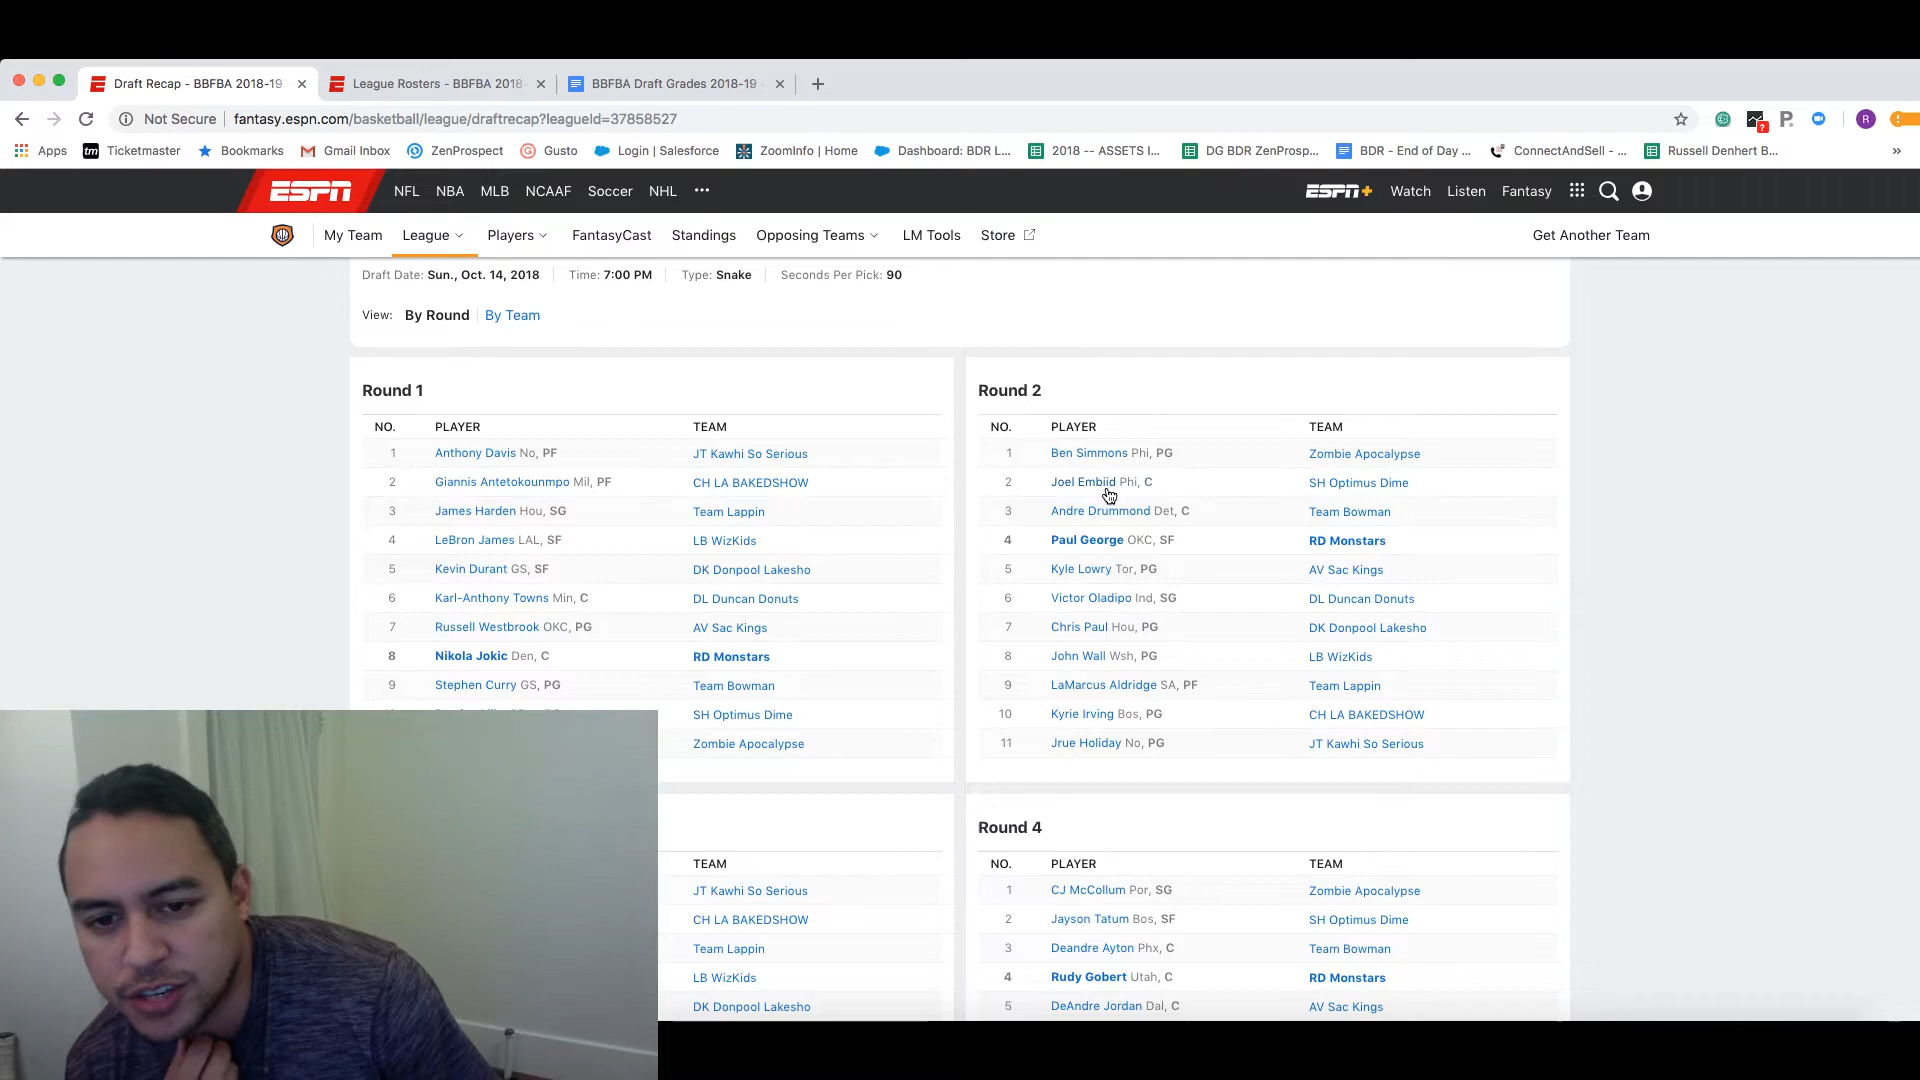 Draft Recap - BBFBA 2018-19
League Rosters - BBFBA 2018-
BBFBA Draft Grades 2018-19 -
Not Secure
fantasy.espn.com/basketball/league/draftrecap?leagueId=37858527
Apps
Ticketmaster
Bookmarks
Gmail Inbox
ZenProspect
Gusto
Login | Salesforce
ZoomInfo | Home
Dashboard: BDR L...
2018 -- ASSETS I...
DG BDR ZenProsp...
BDR - End of Day ...
ConnectAndSell - ...
Russell Denhert B...
»
ESPN NFL NBA MLB NCAAF Soccer NHL ••• ESPN+ Watch Listen Fantasy
My Team League Players FantasyCast Standings Opposing Teams LM Tools Store Get Another Team
Draft Date: Sun., Oct. 14, 2018 Time: 7:00 PM Type: Snake Seconds Per Pick: 90
View: By Round By Team
Round 1
NO. PLAYER TEAM
1 Anthony Davis No, PF JT Kawhi So Serious
2 Giannis Antetokounmpo Mil, PF CH LA BAKEDSHOW
3 James Harden Hou, SG Team Lappin
4 LeBron James LAL, SF LB WizKids
5 Kevin Durant GS, SF DK Donpool Lakesho
6 Karl-Anthony Towns Min, C DL Duncan Donuts
7 Russell Westbrook OKC, PG AV Sac Kings
8 Nikola Jokic Den, C RD Monstars
9 Stephen Curry GS, PG Team Bowman
SH Optimus Dime
Zombie Apocalypse
Round 2
NO. PLAYER TEAM
1 Ben Simmons Phi, PG Zombie Apocalypse
2 Joel Embiid Phi, C SH Optimus Dime
3 Andre Drummond Det, C Team Bowman
4 Paul George OKC, SF RD Monstars
5 Kyle Lowry Tor, PG AV Sac Kings
6 Victor Oladipo Ind, SG DL Duncan Donuts
7 Chris Paul Hou, PG DK Donpool Lakesho
8 John Wall Wsh, PG LB WizKids
9 LaMarcus Aldridge SA, PF Team Lappin
10 Kyrie Irving Bos, PG CH LA BAKEDSHOW
11 Jrue Holiday No, PG JT Kawhi So Serious
TEAM
JT Kawhi So Serious
CH LA BAKEDSHOW
Team Lappin
LB WizKids
DK Donpool Lakesho
Round 4
NO. PLAYER TEAM
1 CJ McCollum Por, SG Zombie Apocalypse
2 Jayson Tatum Bos, SF SH Optimus Dime
3 Deandre Ayton Phx, C Team Bowman
4 Rudy Gobert Utah, C RD Monstars
5 DeAndre Jordan Dal, C AV Sac Kings